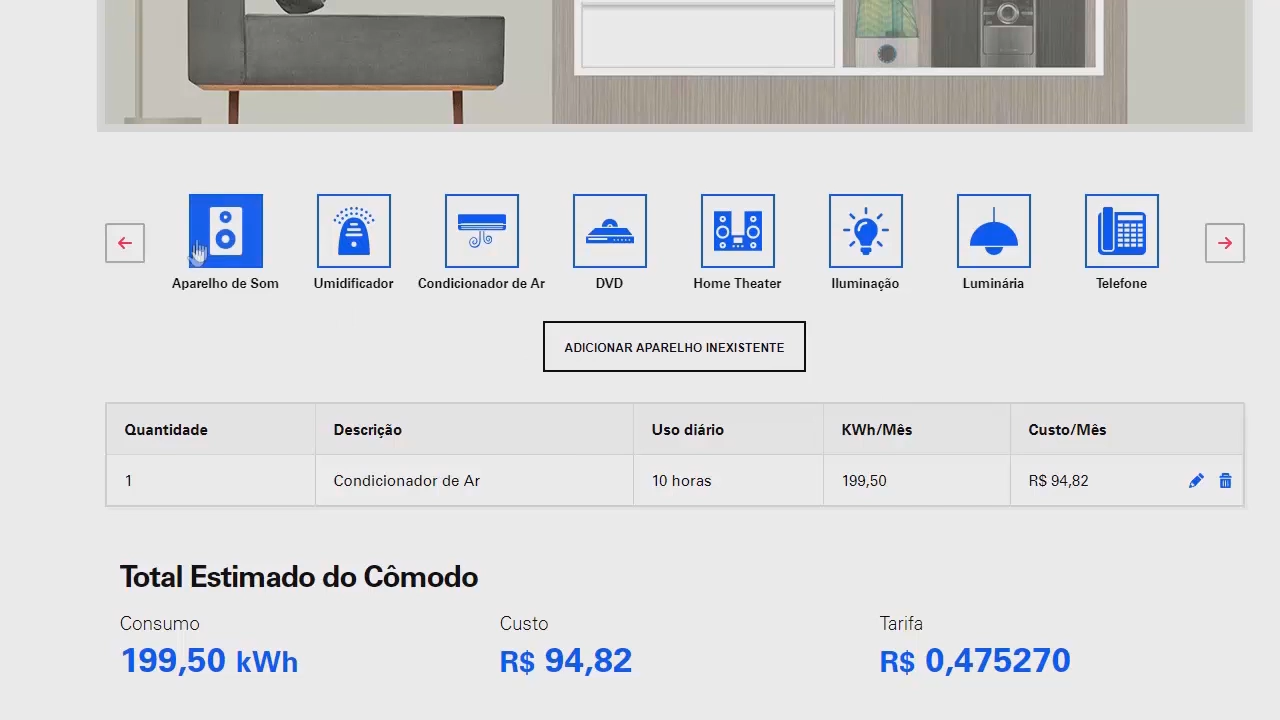 Aparelho de Som Umidificador Condicionador de Ar DVD Home Theater Iluminação Luminária Telefone
ADICIONAR APARELHO INEXISTENTE
Quantidade Descrição Uso diário KWh/Mês Custo/Mês
1 Condicionador de Ar 10 horas 199,50 R$ 94,82
Total Estimado do Cômodo
Consumo Custo Tarifa
199,50 kWh R$ 94,82 R$ 0,475270